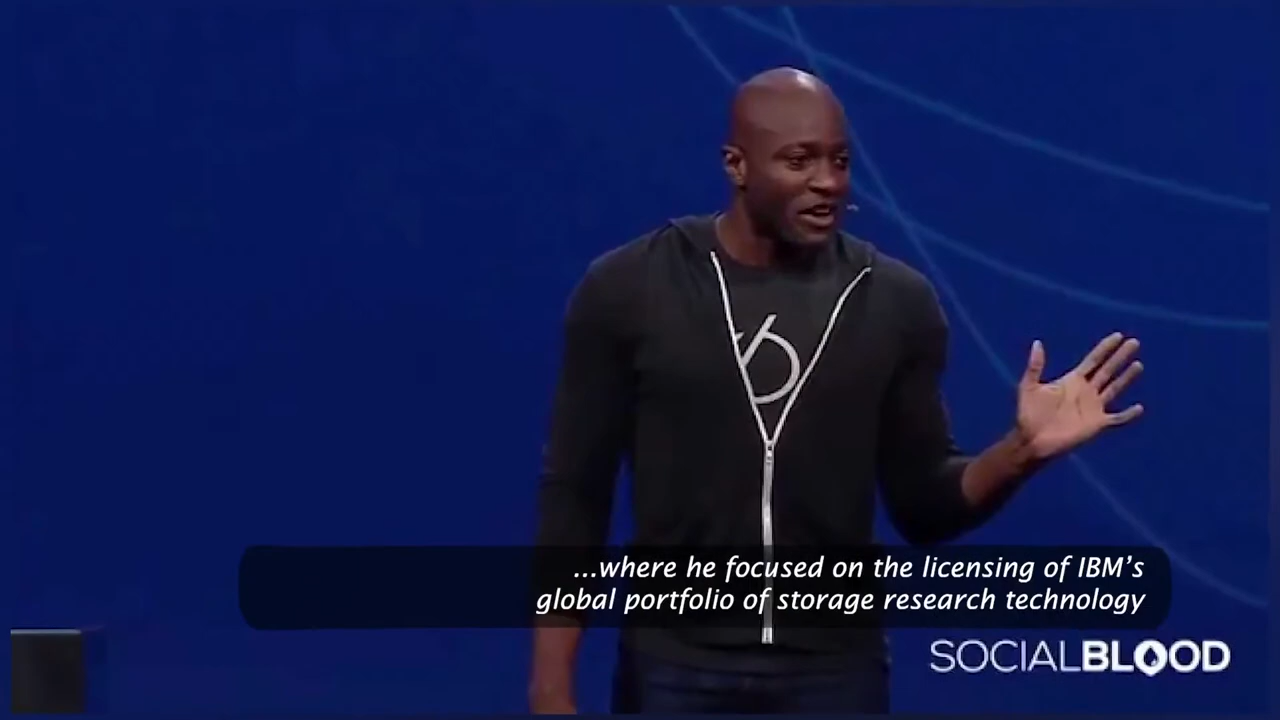 ...where he focused on the licensing of IBM's
global portfolio of storage research technology
SOCIALBLOOD